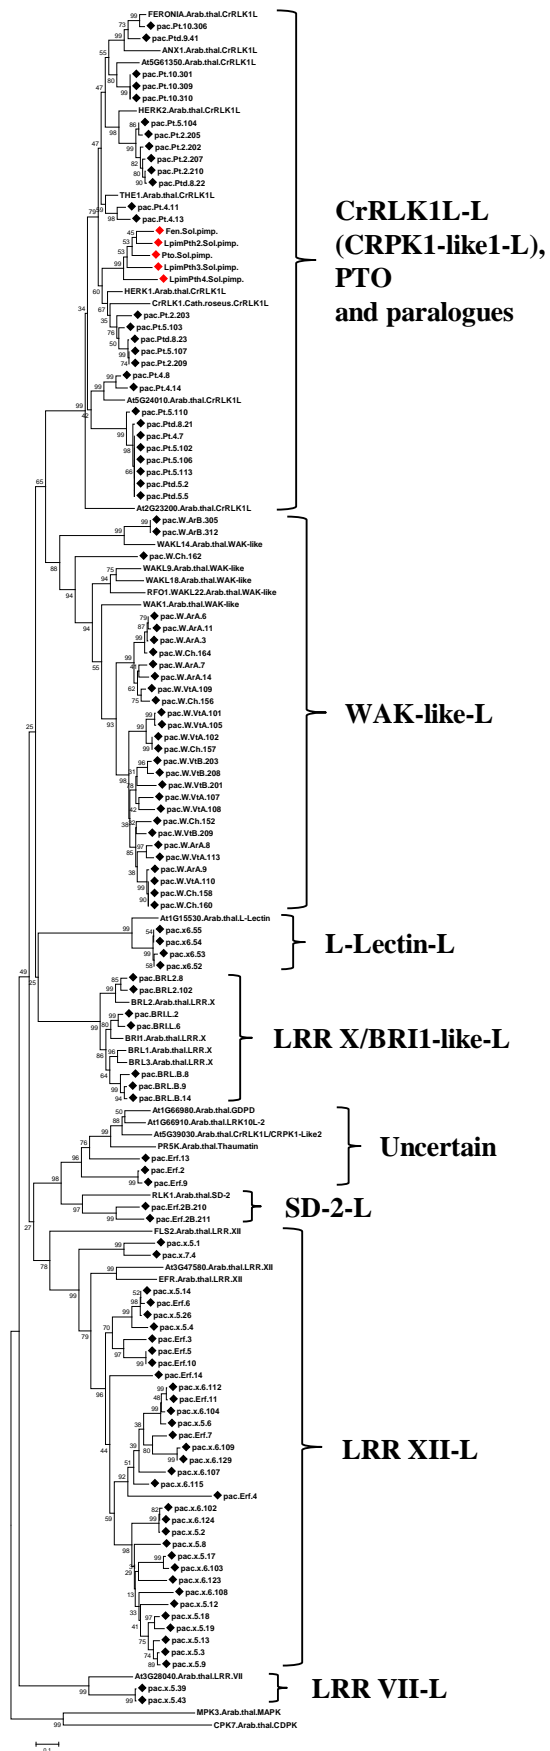 FERONIA.Arab.thal.CrRLK1L
pac.Pt.10.306
pac.Ptd.9.41
ANX1.Arab.thal.CrRLK1L
At5G61350.Arab.thal.CrRLK1L
pac.Pt.10.301
pac.Pt.10.309
pac.Pt.10.310
HERK2.Arab.thal.CrRLK1L
pac.Pt.5.104
pac.Pt.2.205
pac.Pt.2.202
pac.Pt.2.207
pac.Pt.2.210
pac.Ptd.8.22
THE1.Arab.thal.CrRLK1L
pac.Pt.4.11
pac.Pt.4.13
Fen.Sol.pimp.
LpimPth2.Sol.pimp.
Pto.Sol.pimp.
LpimPth3.Sol.pimp.
LpimPth4.Sol.pimp.
HERK1.Arab.thal.CrRLK1L
CrRLK1.Cath.roseus.CrRLK1L
pac.Pt.2.203
pac.Pt.5.103
pac.Ptd.8.23
pac.Pt.5.107
pac.Pt.2.209
pac.Pt.4.8
pac.Pt.4.14
At5G24010.Arab.thal.CrRLK1L
pac.Pt.5.110
pac.Ptd.8.21
pac.Pt.4.7
pac.Pt.5.102
pac.Pt.5.106
pac.Pt.5.113
pac.Ptd.5.2
pac.Ptd.5.5
At2G23200.Arab.thal.CrRLK1L
CrRLK1L-L
(CRPK1-like1-L),
PTO
and paralogues
pac.W.ArB.305
pac.W.ArB.312
WAKL14.Arab.thal.WAK-like
pac.W.Ch.162
WAKL9.Arab.thal.WAK-like
WAKL18.Arab.thal.WAK-like
RFO1.WAKL22.Arab.thal.WAK-like
WAK1.Arab.thal.WAK-like
pac.W.ArA.6
pac.W.ArA.11
pac.W.ArA.3
pac.W.Ch.164
pac.W.ArA.7
pac.W.ArA.14
pac.W.VtA.109
pac.W.Ch.156
pac.W.VtA.101
pac.W.VtA.105
pac.W.VtA.102
pac.W.Ch.157
pac.W.VtB.203
pac.W.VtB.208
pac.W.VtB.201
pac.W.VtA.107
pac.W.VtA.108
pac.W.Ch.152
pac.W.VtB.209
pac.W.ArA.8
pac.W.VtA.113
pac.W.ArA.9
pac.W.VtA.110
pac.W.Ch.158
pac.W.Ch.160
WAK-like-L
At1G15530.Arab.thal.L-Lectin
pac.x6.55
pac.x6.54
pac.x6.53
pac.x6.52
L-Lectin-L
pac.BRL2.8
pac.BRL2.102
BRL2.Arab.thal.LRR.X
pac.BRI.L.2
pac.BRI.L.6
BRI1.Arab.thal.LRR.X
BRL1.Arab.thal.LRR.X
BRL3.Arab.thal.LRR.X
pac.BRL.B.8
pac.BRL.B.9
pac.BRL.B.14
LRR X/BRI1-like-L
At1G66980.Arab.thal.GDPD
At1G66910.Arab.thal.LRK10L-2
At5G39030.Arab.thal.CrRLK1L/CRPK1-Like2
PR5K.Arab.thal.Thaumatin
pac.Erf.13
pac.Erf.2
pac.Erf.9
Uncertain
RLK1.Arab.thal.SD-2
pac.Erf.2B.210
pac.Erf.2B.211
SD-2-L
FLS2.Arab.thal.LRR.XII
pac.x.5.1
pac.x.7.4
At3G47580.Arab.thal.LRR.XII
EFR.Arab.thal.LRR.XII
pac.x.5.14
pac.Erf.6
pac.x.5.26
pac.x.5.4
pac.Erf.3
pac.Erf.5
pac.Erf.10
pac.Erf.14
pac.x.6.112
pac.Erf.11
pac.x.6.104
pac.x.5.6
pac.Erf.7
pac.x.6.109
pac.x.6.129
pac.x.6.107
pac.x.6.115
pac.Erf.4
pac.x.6.102
pac.x.6.124
pac.x.5.2
pac.x.5.8
pac.x.5.17
pac.x.6.103
pac.x.6.123
pac.x.6.108
pac.x.5.12
pac.x.5.18
pac.x.5.19
pac.x.5.13
pac.x.5.3
pac.x.5.9
LRR XII-L
At3G28040.Arab.thal.LRR.VII
pac.x.5.39
pac.x.5.43
LRR VII-L
MPK3.Arab.thal.MAPK
CPK7.Arab.thal.CDPK
0.1